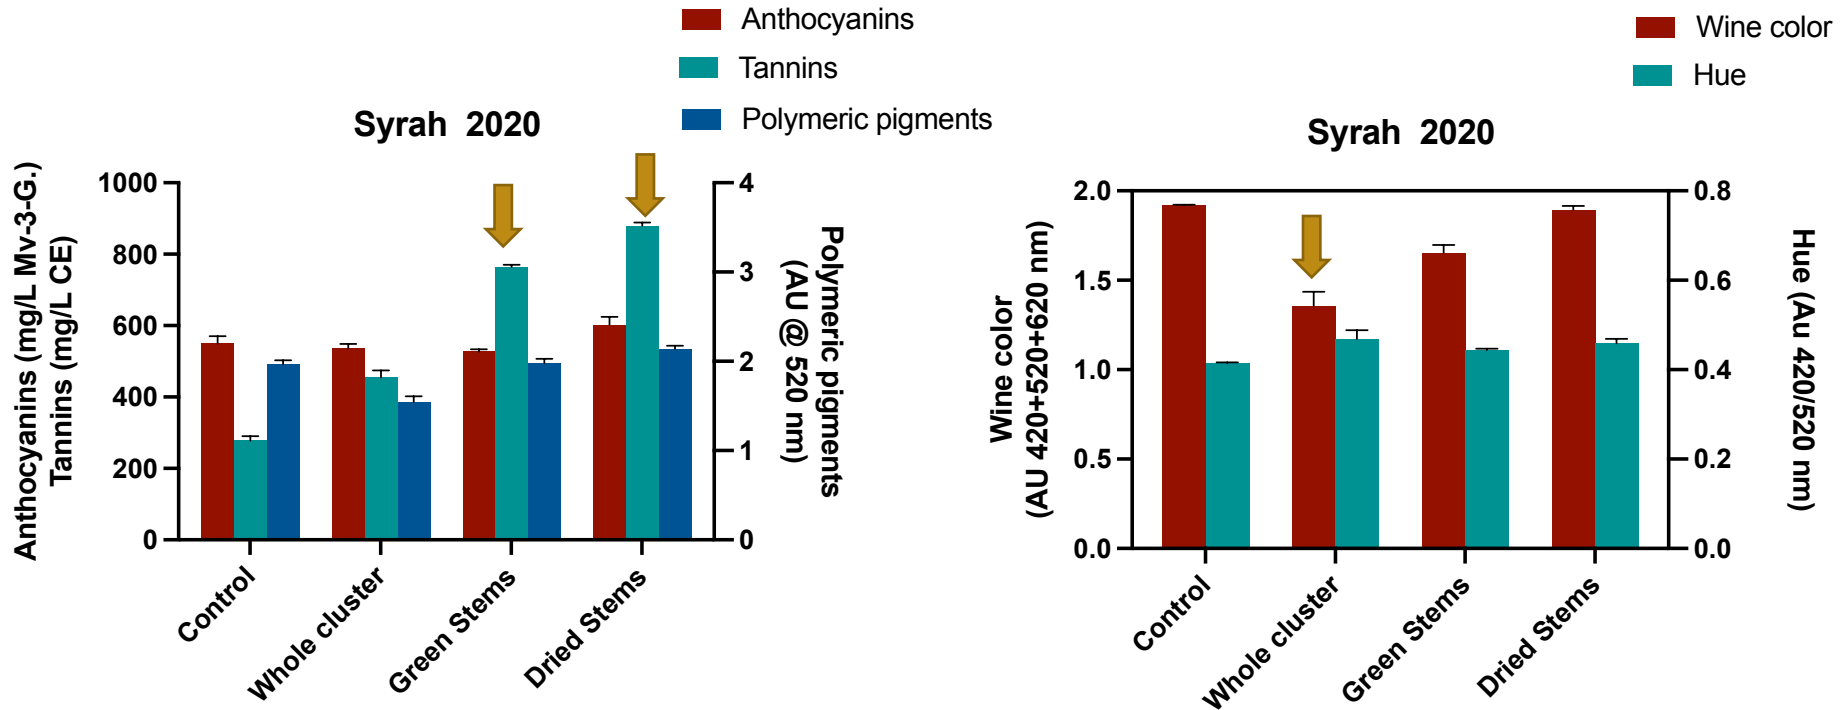 Anthocyanins
Tannins
Polymeric pigments
Syrah  2020
Anthocyanins (mg/L Mv-3-G.)
Tannins (mg/L CE)
1000
800
600
400
200
0
4
3
2
1
0
Polymeric pigments
(AU @ 520 nm)
Control
Whole cluster
Green Stems
Dried Stems
Wine color
Hue
Syrah  2020
Wine color
(AU 420+520+620 nm)
2.0
1.5
1.0
0.5
0.0
0.8
0.6
0.4
0.2
0.0
Hue (Au 420/520 nm)
Control
Whole cluster
Green Stems
Dried Stems